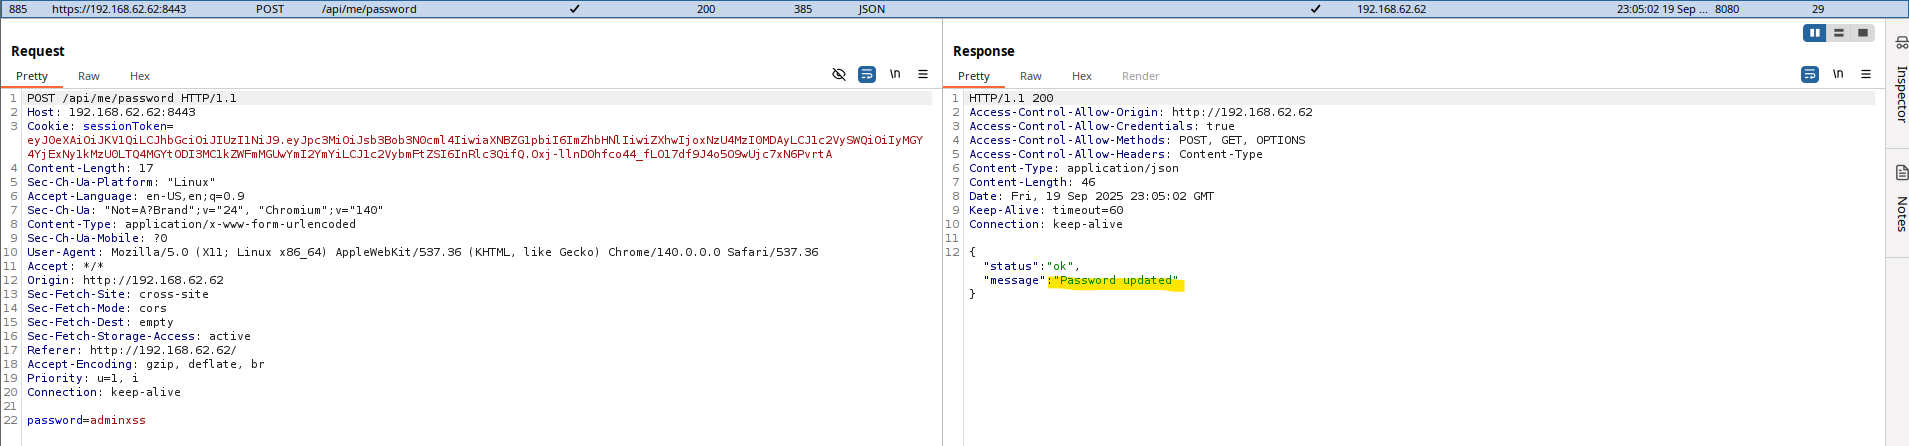 885 https://192.168.62.62:8443 POST /api/me/password ✓ 200 385 JSON ✓ 192.168.62.62 23:05:02 19 Sep ... 8080 29
Request
Pretty Raw Hex
\n
1 POST /api/me/password HTTP/1.1
2 Host: 192.168.62.62:8443
3 Cookie: sessionToken=
4 Content-Length: 17
5 Sec-Ch-Ua-Platform: "Linux"
6 Accept-Language: en-US,en;q=0.9
7 Sec-Ch-Ua: "Not=A?Brand";v="24", "Chromium";v="140"
8 Content-Type: application/x-www-form-urlencoded
9 Sec-Ch-Ua-Mobile: ?0
10 User-Agent: Mozilla/5.0 (X11; Linux x86_64) AppleWebKit/537.36 (KHTML, like Gecko) Chrome/140.0.0.0 Safari/537.36
11 Accept: */*
12 Origin: http://192.168.62.62
13 Sec-Fetch-Site: cross-site
14 Sec-Fetch-Mode: cors
15 Sec-Fetch-Dest: empty
16 Sec-Fetch-Storage-Access: active
17 Referer: http://192.168.62.62/
18 Accept-Encoding: gzip, deflate, br
19 Priority: u=1, i
20 Connection: keep-alive
21
22 password=adminxss
Response
Pretty Raw Hex Render
\n
1 HTTP/1.1 200
2 Access-Control-Allow-Origin: http://192.168.62.62
3 Access-Control-Allow-Credentials: true
4 Access-Control-Allow-Methods: POST, GET, OPTIONS
5 Access-Control-Allow-Headers: Content-Type
6 Content-Type: application/json
7 Content-Length: 46
8 Date: Fri, 19 Sep 2025 23:05:02 GMT
9 Keep-Alive: timeout=60
10 Connection: keep-alive
11
12 {
"status":"ok",
"message":"Password updated"
}
Inspector
Notes